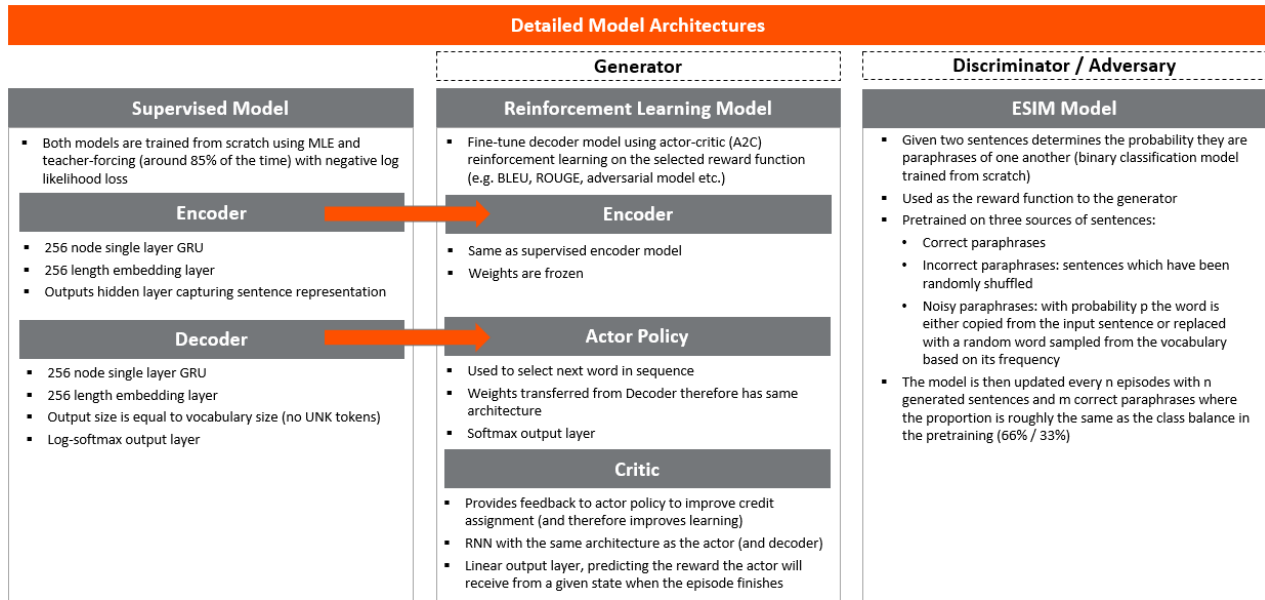 Detailed Model Architectures
Generator
Discriminator / Adversary
Supervised Model
▪ Both models are trained from scratch using MLE and
teacher-forcing (around 85% of the time) with negative log
likelihood loss
Encoder
▪ 256 node single layer GRU
▪ 256 length embedding layer
▪ Outputs hidden layer capturing sentence representation
Decoder
▪ 256 node single layer GRU
▪ 256 length embedding layer
▪ Output size is equal to vocabulary size (no UNK tokens)
▪ Log-softmax output layer
Reinforcement Learning Model
▪ Fine-tune decoder model using actor-critic (A2C)
reinforcement learning on the selected reward function
(e.g. BLEU, ROUGE, adversarial model etc.)
Encoder
▪ Same as supervised encoder model
▪ Weights are frozen
Actor Policy
▪ Used to select next word in sequence
▪ Weights transferred from Decoder therefore has same
architecture
▪ Softmax output layer
Critic
▪ Provides feedback to actor policy to improve credit
assignment (and therefore improves learning)
▪ RNN with the same architecture as the actor (and decoder)
▪ Linear output layer, predicting the reward the actor will
receive from a given state when the episode finishes
ESIM Model
▪ Given two sentences determines the probability they are
paraphrases of one another (binary classification model
trained from scratch)
▪ Used as the reward function to the generator
▪ Pretrained on three sources of sentences:
• Correct paraphrases
• Incorrect paraphrases: sentences which have been
randomly shuffled
• Noisy paraphrases: with probability p the word is
either copied from the input sentence or replaced
with a random word sampled from the vocabulary
based on its frequency
▪ The model is then updated every n episodes with n
generated sentences and m correct paraphrases where
the proportion is roughly the same as the class balance in
the pretraining (66% / 33%)